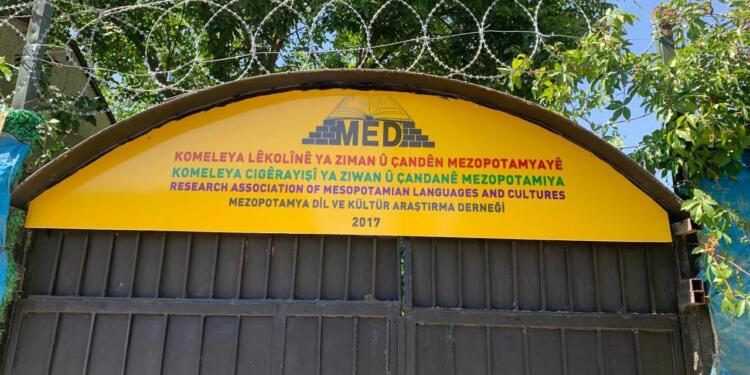 MED
KOMELEYA LÊKOLÎNÊ YA ZIMAN Û ÇANDÊN MEZOPOTAMYAYÊ
KOMELEYA CIGÊRAYIŞÎ YA ZIWAN Û ÇANDANÊ MEZOPOTAMIYA
RESEARCH ASSOCIATION OF MESOPOTAMIAN LANGUAGES AND CULTURES
MEZOPOTAMYA DİL VE KÜLTÜR ARAŞTIRMA DERNEĞİ
2017